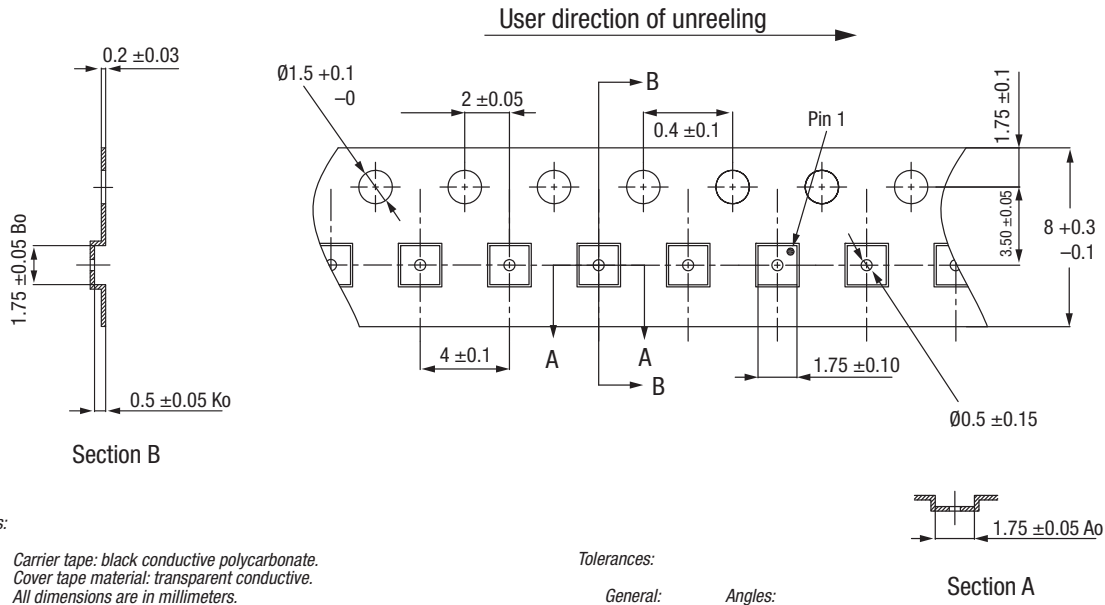 User direction of unreeling
0.2 ±0.03
Ø1.5 +0.1
–0
2 ±0.05
B
0.4 ±0.1
Pin 1
1.75 ±0.1
1.75 ±0.05 Bo
3.50 ±0.05
8 +0.3
–0.1
4 ±0.1
A
A
B
1.75 ±0.10
0.5 ±0.05 Ko
Ø0.5 ±0.15
Section B
s:
1.75 ±0.05 Ao
Section A
Carrier tape: black conductive polycarbonate.
Cover tape material: transparent conductive.
All dimensions are in millimeters.
Tolerances:
General:
Angles: